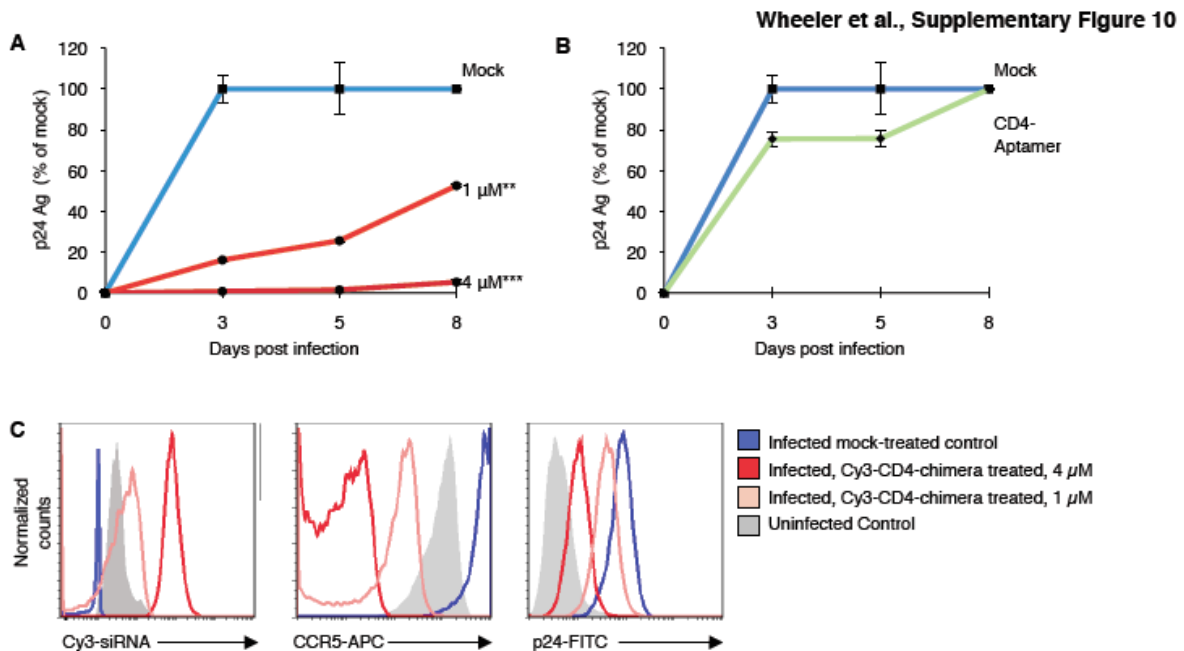 Wheeler et al., Supplementary Figure 10
A
p24 Ag (% of mock)
120
100
80
60
40
20
0
Mock
1 µM**
4 µM***
0 3 5 8
Days post infection
B
p24 Ag (% of mock)
120
100
80
60
40
20
0
Mock
CD4-
Aptamer
0 3 5 8
Days post infection
C
Normalized
counts
Cy3-siRNA
CCR5-APC
p24-FITC
Infected mock-treated control
Infected, Cy3-CD4-chimera treated, 4 µM
Infected, Cy3-CD4-chimera treated, 1 µM
Uninfected Control